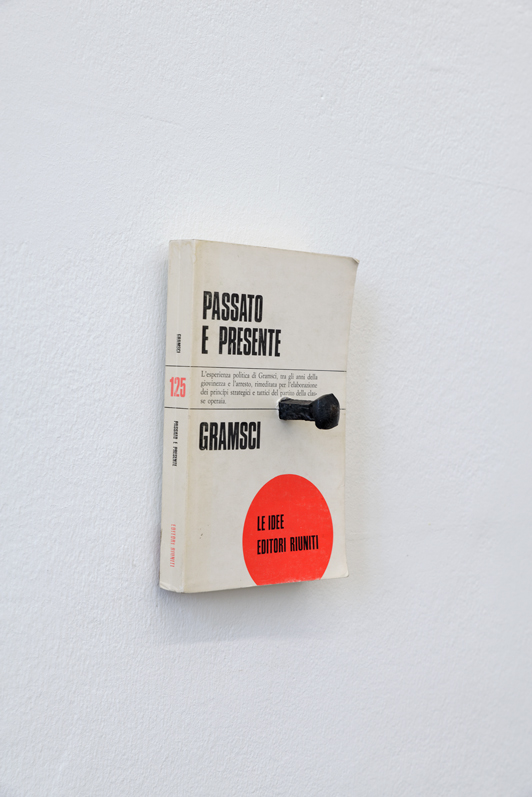 PASSATO
E PRESENTE
L'esperienza politica di Gramsci, tra gli anni della
giovinezza e l'arresto, rimeditata per l'elaborazione
dei principi strategici e tattici del partito della clas-
se operaia.
GRAMSCI
LE IDEE
EDITORI RIUNITI
GRAMSCI
125
PASSATO E PRESENTE
EDITORI RIUNITI